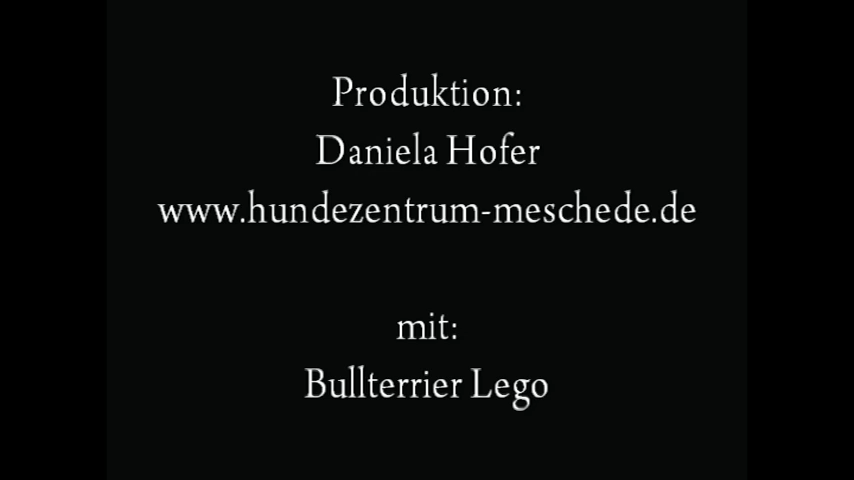 Produktion:
Daniela Hofer
www.hundezentrum-meschede.de
mit:
Bullterrier Lego